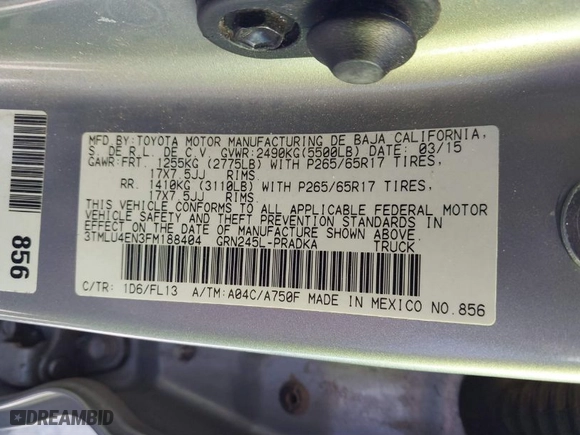 MFD.BY:TOYOTA MOTOR MANUFACTURING DE BAJA CALIFORNIA,
S. DE R.L. DE C.V. GVWR:2490KG(5500LB) DATE: 03/15
GAWR:FRT. 1255KG (2775LB) WITH P265/65R17 TIRES,
17X7.5JJ RIMS
RR. 1410KG (3110LB) WITH P265/65R17 TIRES,
17X7.5JJ RIMS
THIS VEHICLE CONFORMS TO ALL APPLICABLE FEDERAL MOTOR
VEHICLE SAFETY AND THEFT PREVENTION STANDARDS IN
EFFECT ON THE DATE OF MANUFACTURE SHOWN ABOVE.
3TMLU4EN3FM188404 GRN245L-PRADKA TRUCK
C/TR: 1D6/FL13 A/TM:A04C/A750F MADE IN MEXICO NO.856
856
DREAMBID